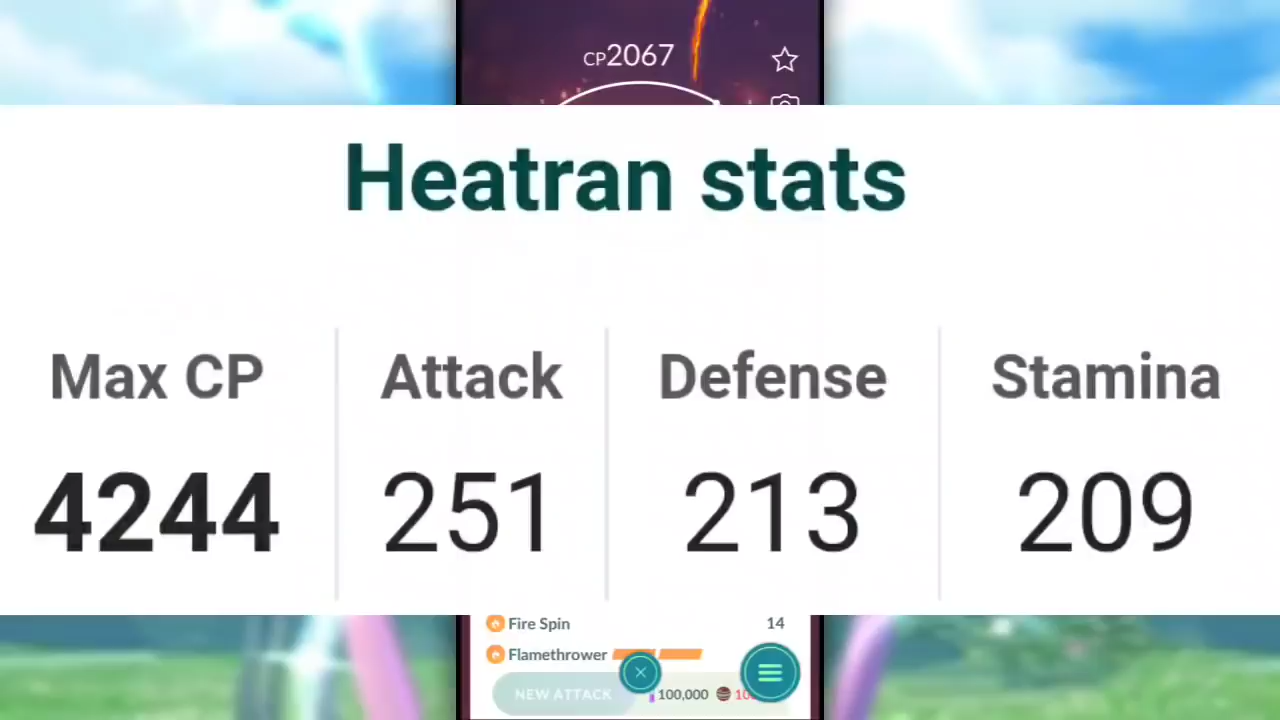 CP2067
Heatran stats
Max CP Attack Defense Stamina
4244 251 213 209
Fire Spin 14
Flamethrower
NEW ATTACK 100,000